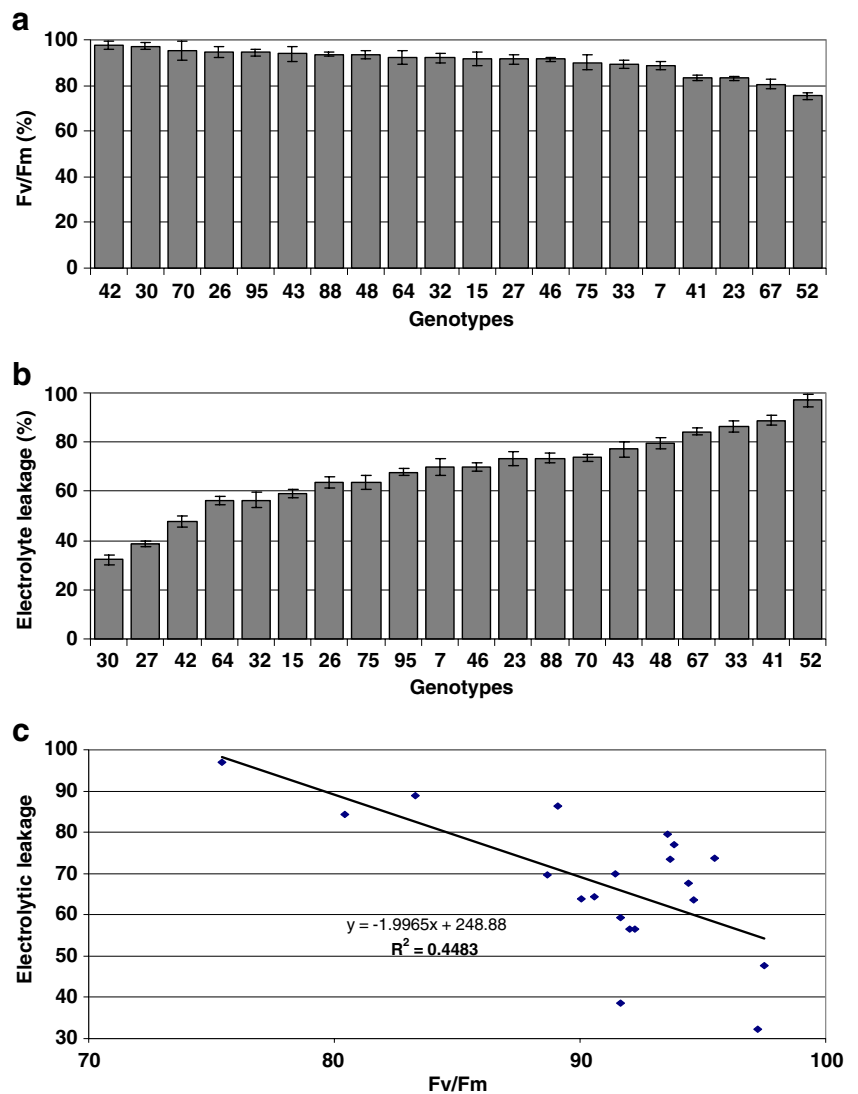 a
Fv/Fm (%)
100
80
60
40
20
0
42 30 70 26 95 43 88 48 64 32 15 27 46 75 33 7 41 23 67 52
Genotypes
b
Electrolyte leakage (%)
100
80
60
40
20
0
30 27 42 64 32 15 26 75 95 7 46 23 88 70 43 48 67 33 41 52
Genotypes
c
Electrolytic leakage
100
90
80
70
60
50
40
30
y = -1.9965x + 248.88
R² = 0.4483
70 80 90 100
Fv/Fm